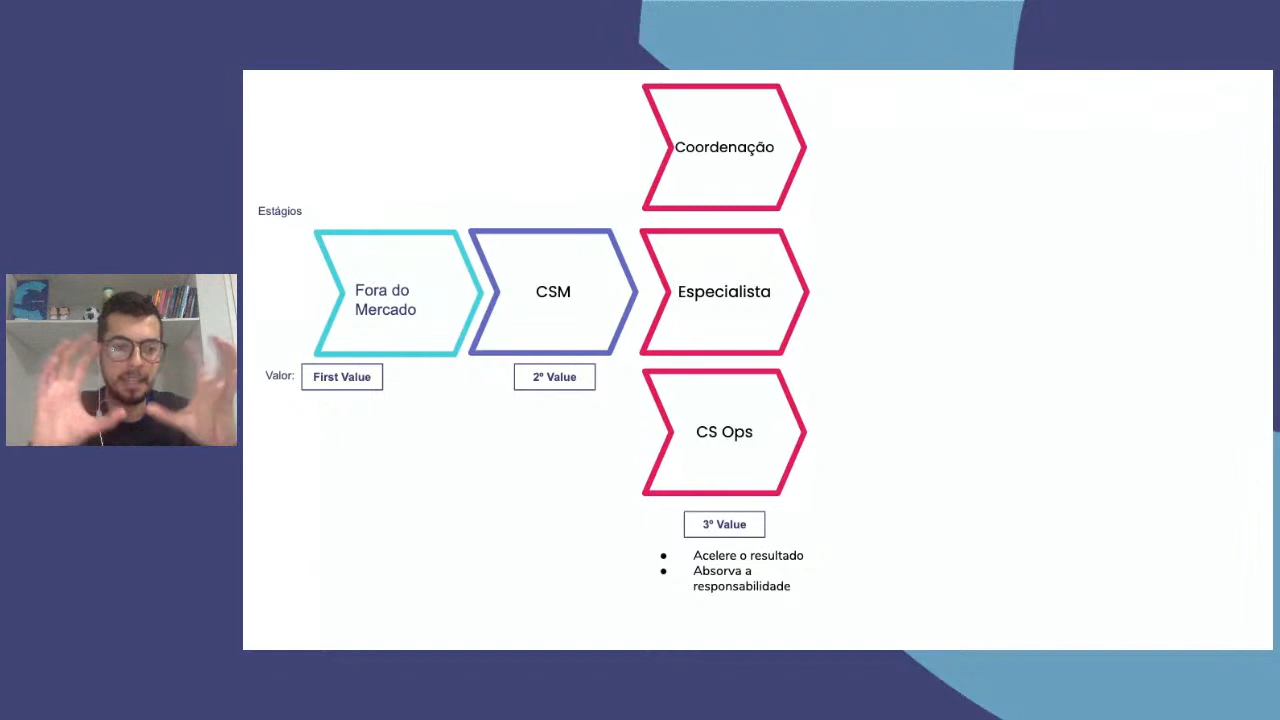 Coordenação
Estágios
Fora do
Mercado
CSM
Especialista
Valor:
First Value
2º Value
CS Ops
3º Value
● Acelere o resultado
● Absorva a
responsabilidade